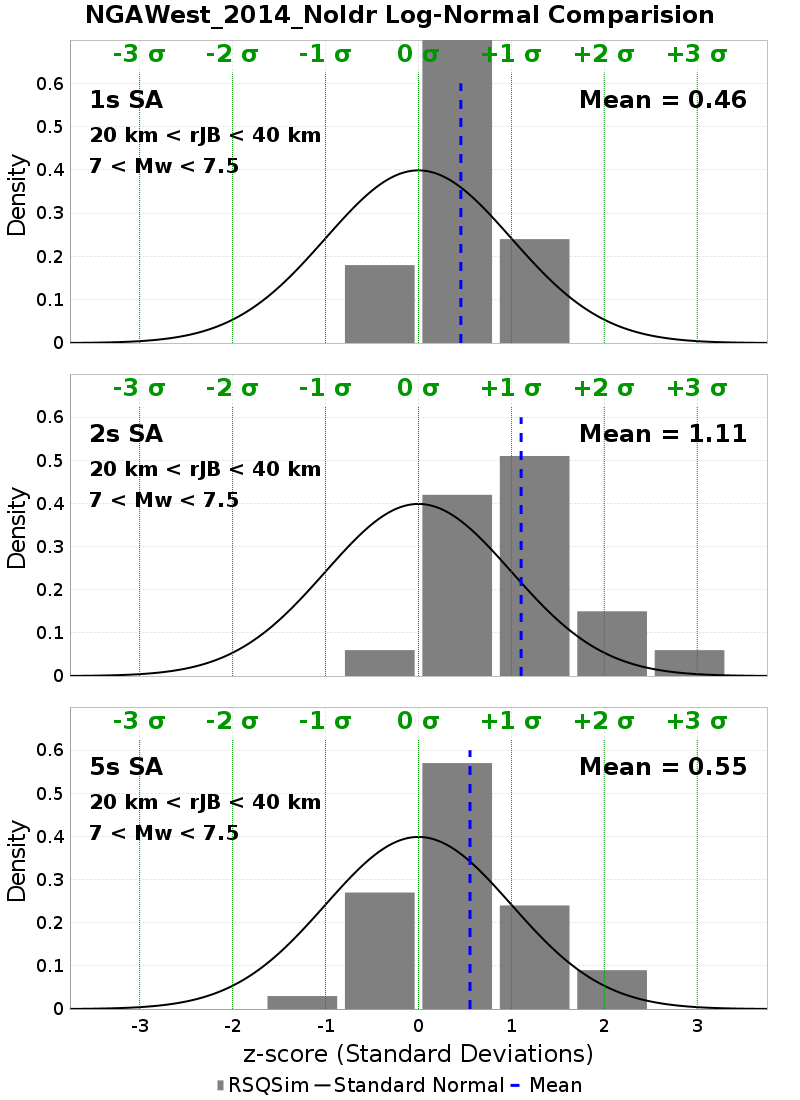 NGAWest_2014_NoIdr Log-Normal Comparision
-3 σ -2 σ -1 σ 0 σ +1 σ +2 σ +3 σ
1s SA
Mean = 0.46
20 km < rJB < 40 km
7 < Mw < 7.5
0.6
0.5
0.4
0.3
0.2
0.1
0
Density
-3 σ -2 σ -1 σ 0 σ +1 σ +2 σ +3 σ
2s SA
Mean = 1.11
20 km < rJB < 40 km
7 < Mw < 7.5
0.6
0.5
0.4
0.3
0.2
0.1
0
Density
-3 σ -2 σ -1 σ 0 σ +1 σ +2 σ +3 σ
5s SA
Mean = 0.55
20 km < rJB < 40 km
7 < Mw < 7.5
0.6
0.5
0.4
0.3
0.2
0.1
0
Density
-3 -2 -1 0 1 2 3
z-score (Standard Deviations)
RSQSim Standard Normal Mean